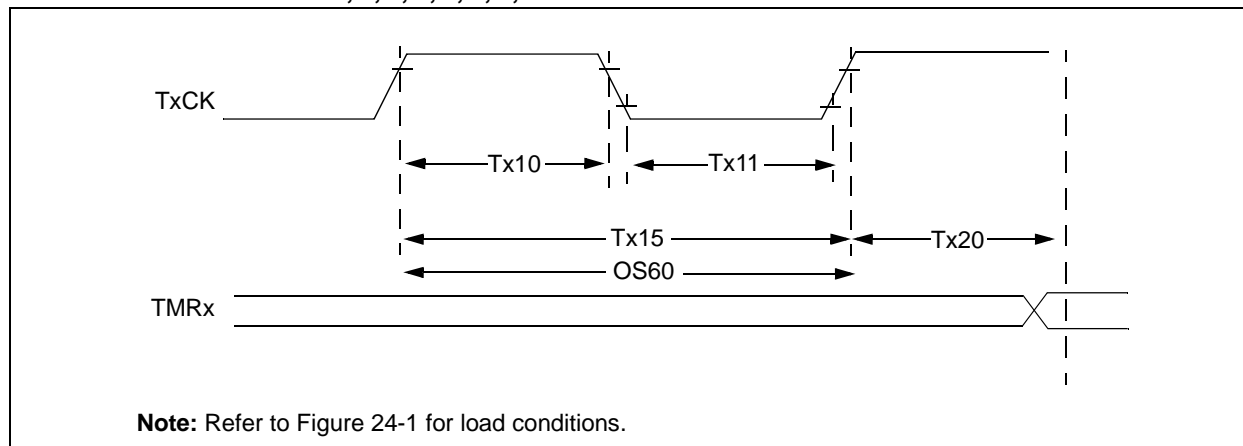 TxCK
Tx10 Tx11
Tx15 Tx20
OS60
TMRx
Note: Refer to Figure 24-1 for load conditions.